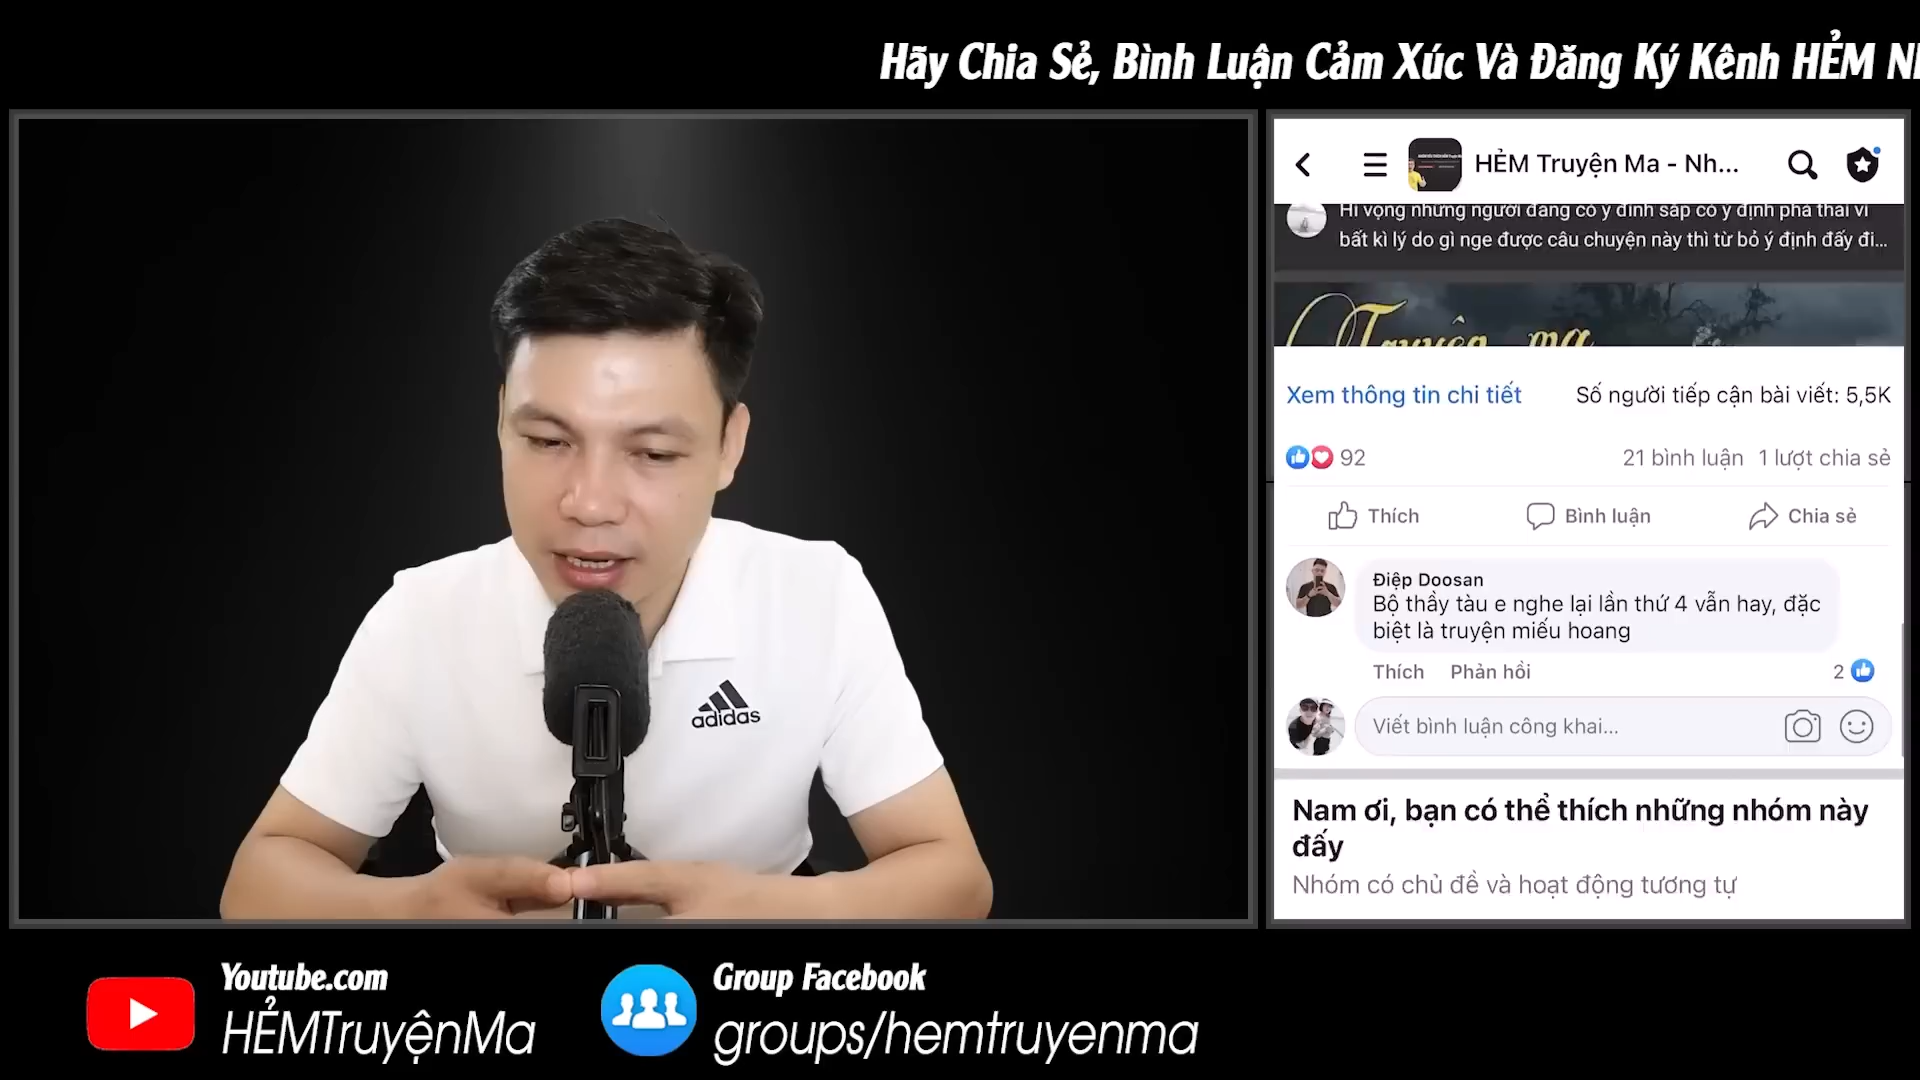 Hãy Chia Sẻ, Bình Luận Cảm Xúc Và Đăng Ký Kênh HẺM
HẺM Truyện Ma - Nh...
Hi vọng những người đang có ý đinh sắp có ý định phá thai vì
bất kì lý do gì nge được câu chuyện này thì từ bỏ ý định đấy đi...
Truyện ma
Xem thông tin chi tiết
Số người tiếp cận bài viết: 5,5K
92
21 bình luận 1 lượt chia sẻ
Thích
Bình luận
Chia sẻ
Điệp Doosan
Bộ thầy tàu e nghe lại lần thứ 4 vẫn hay, đặc
biệt là truyện miếu hoang
Thích Phản hồi
2
Viết bình luận công khai...
Nam ơi, bạn có thể thích những nhóm này
đấy
Nhóm có chủ đề và hoạt động tương tự
adidas
Youtube.com
HẺMTruyệnMa
Group Facebook
groups/hemtruyenma